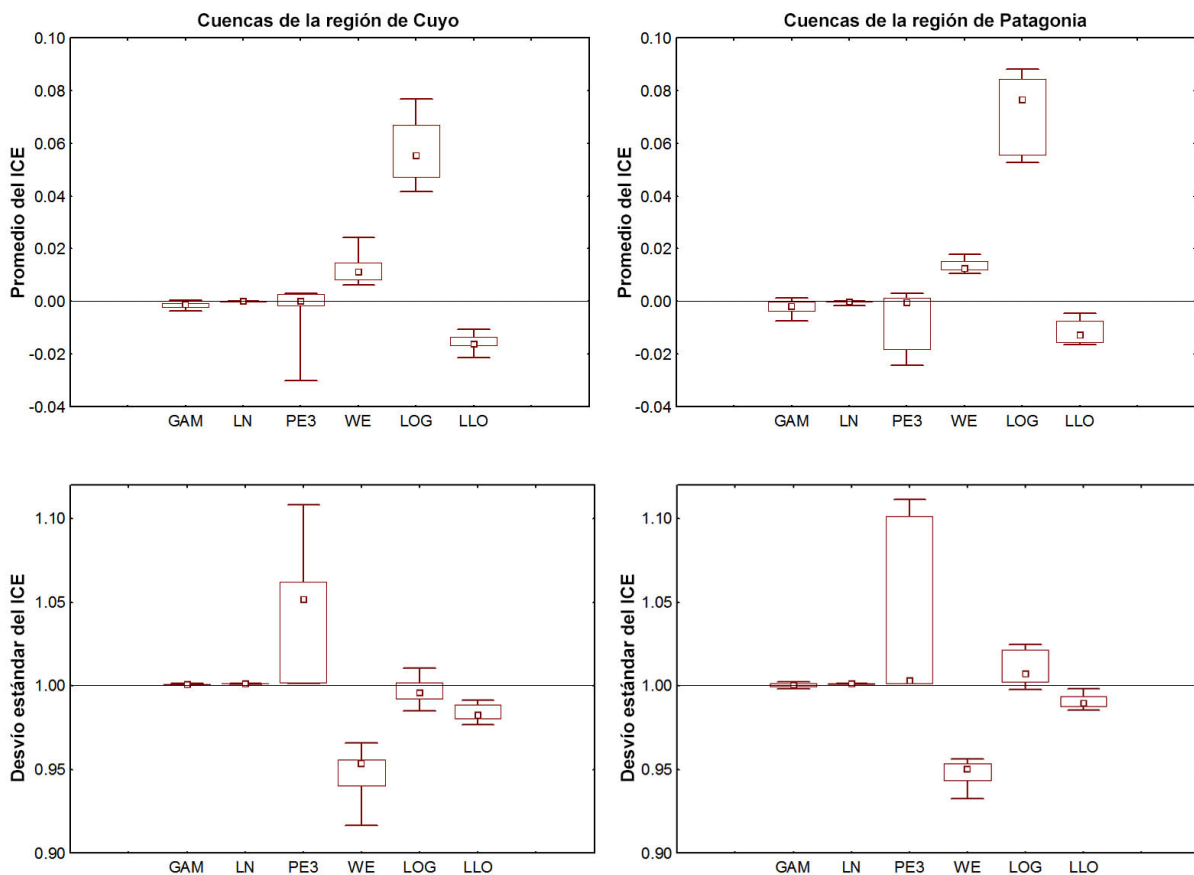 Cuencas de la región de Cuyo
Promedio del ICE
0.10
0.08
0.06
0.04
0.02
0.00
-0.02
-0.04
GAM LN PE3 WE LOG LLO
Cuencas de la región de Patagonia
Promedio del ICE
0.10
0.08
0.06
0.04
0.02
0.00
-0.02
-0.04
GAM LN PE3 WE LOG LLO
Desvío estándar del ICE
1.10
1.05
1.00
0.95
0.90
GAM LN PE3 WE LOG LLO
Desvío estándar del ICE
1.10
1.05
1.00
0.95
0.90
GAM LN PE3 WE LOG LLO